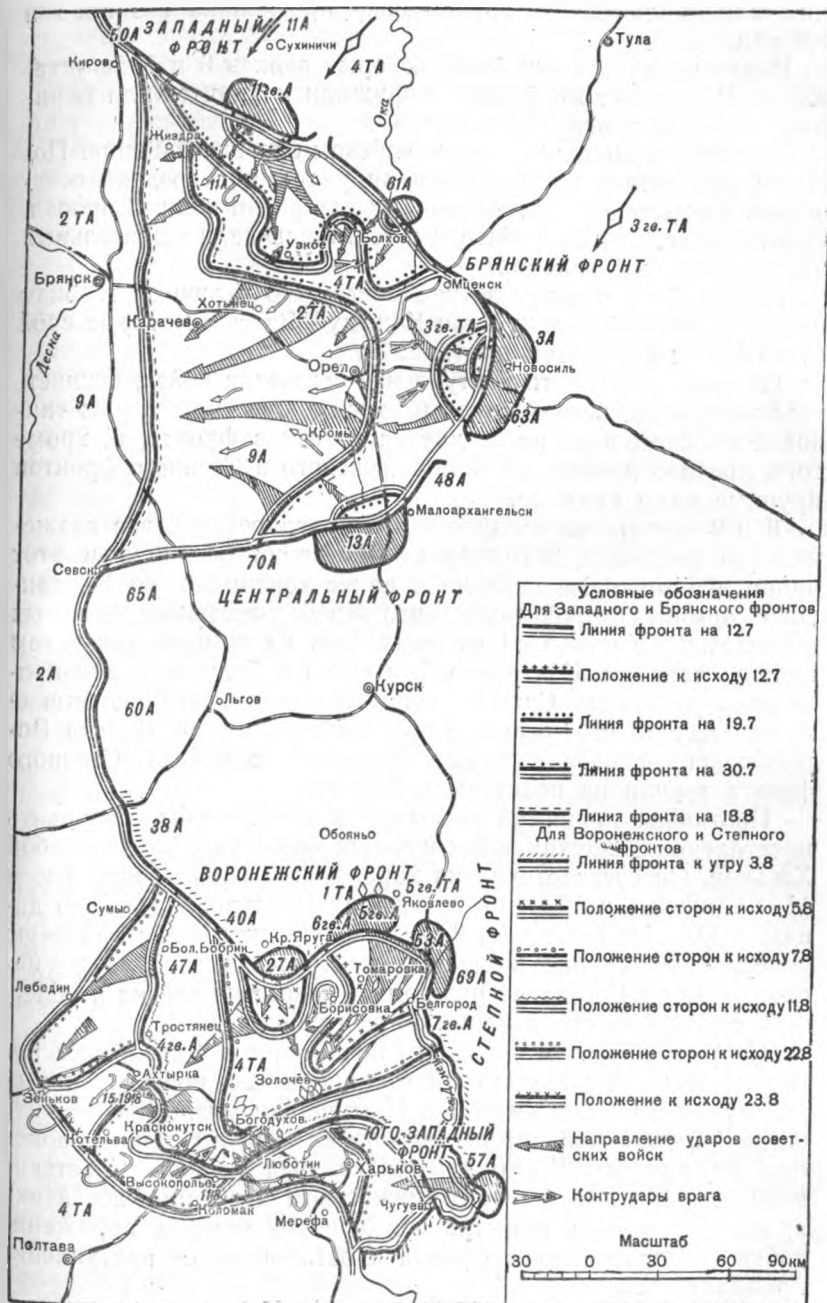 ЗАПАДНЫЙ
ФРОНТ
50А
11А
Сухиничи
Тула
Киров
4ТА
Ока
11гв.А
Жиздра
11А
61А
2ТА
3гв.ТА
Узкое
Болхов
БРЯНСКИЙ ФРОНТ
Брянск
4ТА
Мценск
Хотынец
2ТА
Карачев
3гв.ТА
3А
Десна
Орел
Новосиль
9А
63А
Кромы
9А
48А
Малоархангельск
13А
70А
Севск
65А
ЦЕНТРАЛЬНЫЙ ФРОНТ
2А
60А
Льгов
Курск
38А
Обоянь
ВОРОНЕЖСКИЙ ФРОНТ
1ТА
5гв.ТА
Сумы
5гв.А
Яковлево
6гв.А
40А
Бол.Бобрик
Кр.Яруга
53А
47А
27А
Томаровка
69А
Лебедин
Борисовка
Белгород
СТЕПНОЙ ФРОНТ
Тростянец
7гв.А
4гв.А
4ТА
Ахтырка
Золочев
Сев.Донец
Зеньков
15-19.8
Богодухов
Краснокутск
ЮГО-ЗАПАДНЫЙ
ФРОНТ
Котельва
Люботин
57А
Высокополье
Харьков
11.8
Чугуев
4ТА
Коломак
Мерефа
Полтава
Условные обозначения
Для Западного и Брянского фронтов
Линия фронта на 12.7
Положение к исходу 12.7
Линия фронта на 19.7
Линия фронта на 30.7
Линия фронта на 18.8
Для Воронежского и Степного
фронтов
Линия фронта к утру 3.8
Положение сторон к исходу 5.8
Положение сторон к исходу 7.8
Положение сторон к исходу 11.8
Положение сторон к исходу 22.8
Положение к исходу 23.8
Направление ударов совет-
ских войск
Контрудары врага
Масштаб
30 0 30 60 90 км